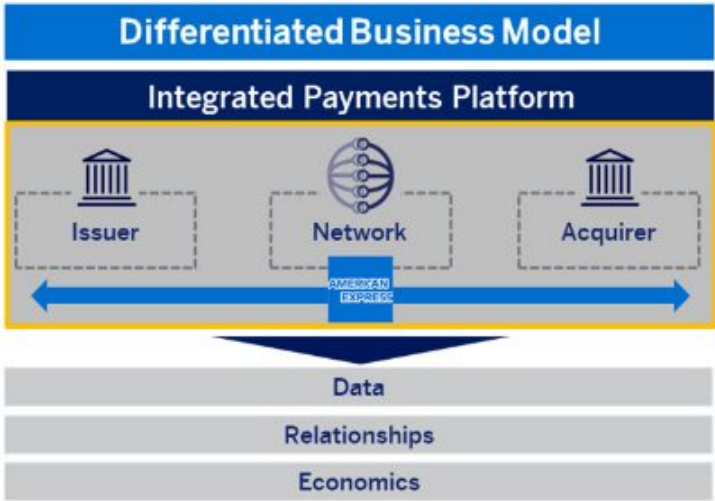 Differentiated Business Model
Integrated Payments Platform
Issuer
Network
Acquirer
AMERICAN
EXPRESS
Data
Relationships
Economics